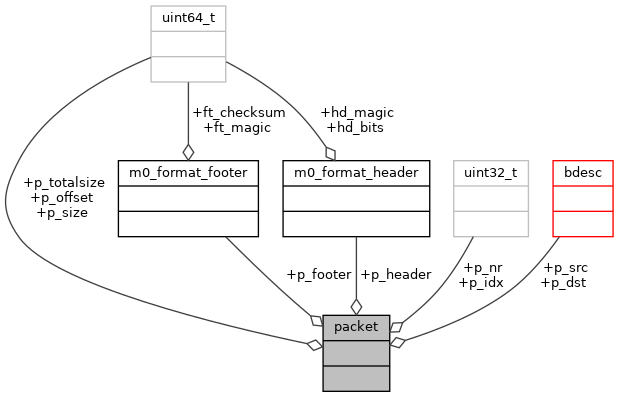 uint64_t
+ft_checksum
+ft_magic
+hd_magic
+hd_bits
m0_format_footer
m0_format_header
uint32_t
bdesc
+p_totalsize
+p_offset
+p_size
+p_footer
+p_header
+p_nr
+p_idx
+p_src
+p_dst
packet